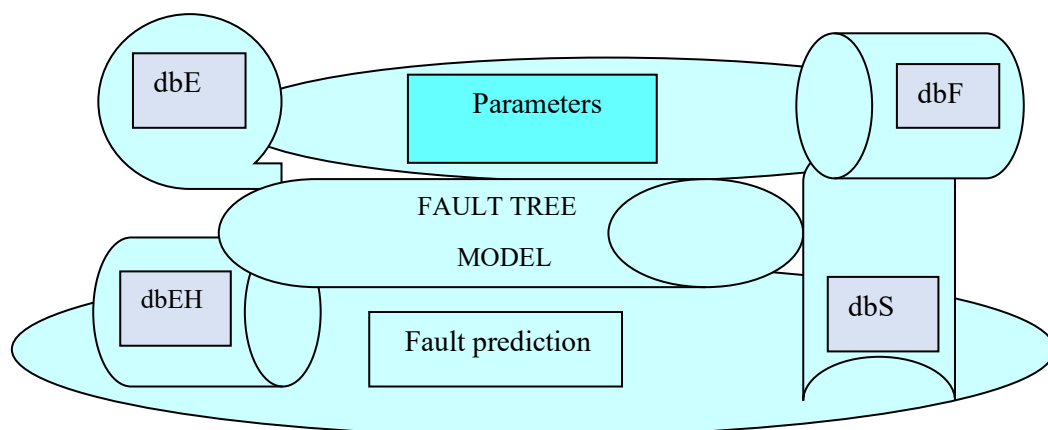 dbE
Parameters
dbF
FAULT TREE
MODEL
dbEH
dbS
Fault prediction